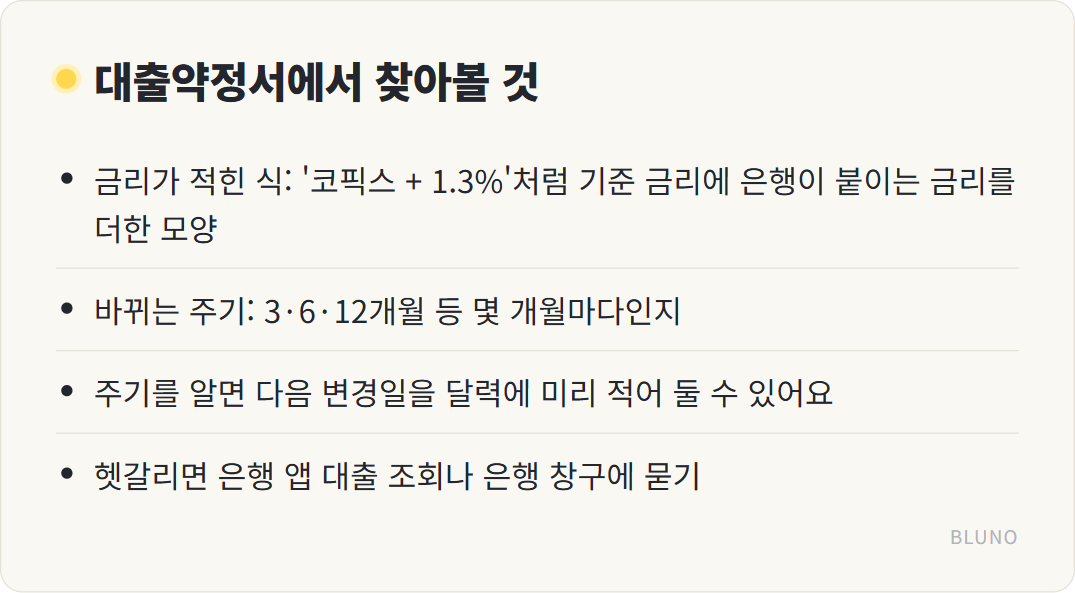 대출약정서에서 찾아볼 것
금리가 적힌 식: '코픽스 + 1.3%'처럼 기준 금리에 은행이 붙이는 금리를
더한 모양
바뀌는 주기: 3·6·12개월 등 몇 개월마다인지
주기를 알면 다음 변경일을 달력에 미리 적어 둘 수 있어요
헷갈리면 은행 앱 대출 조회나 은행 창구에 묻기
BLUNO